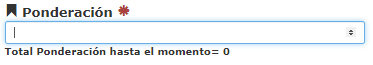 Ponderación
Total Ponderación hasta el momento= 0